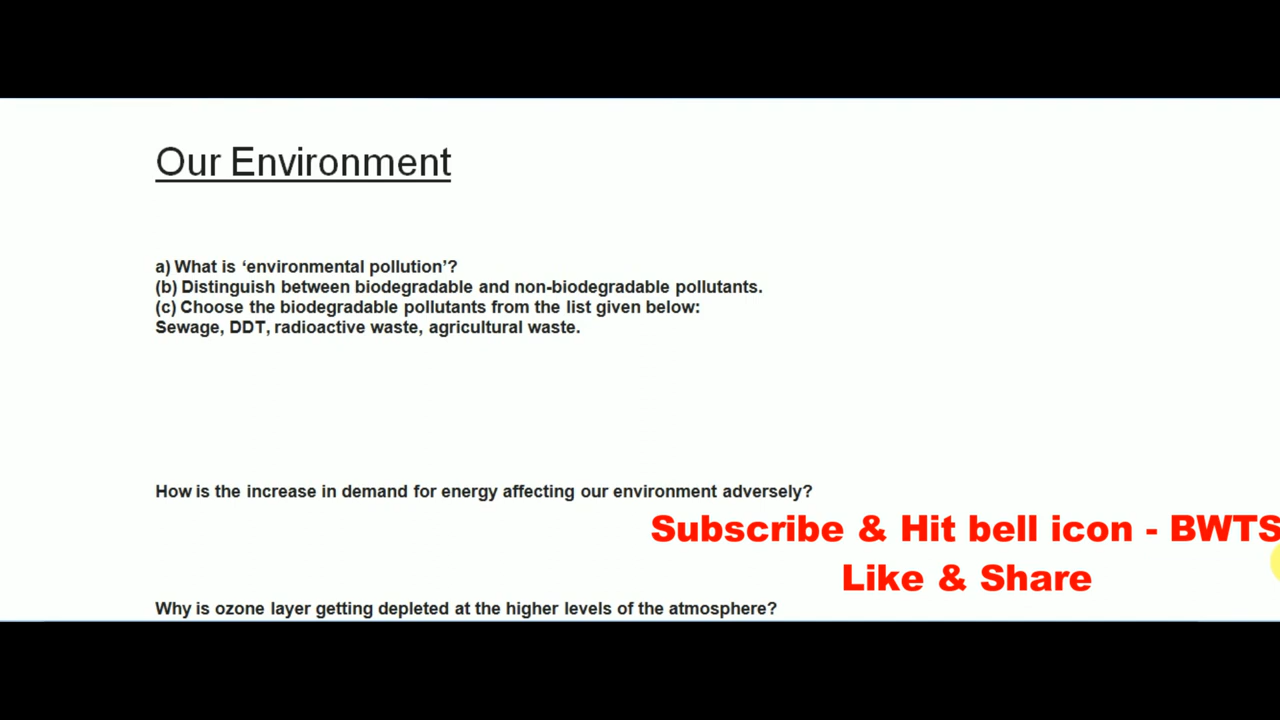 Our Environment
a) What is ‘environmental pollution’?
(b) Distinguish between biodegradable and non-biodegradable pollutants.
(c) Choose the biodegradable pollutants from the list given below:
Sewage, DDT, radioactive waste, agricultural waste.
How is the increase in demand for energy affecting our environment adversely?
Subscribe & Hit bell icon - BWTS
Like & Share
Why is ozone layer getting depleted at the higher levels of the atmosphere?